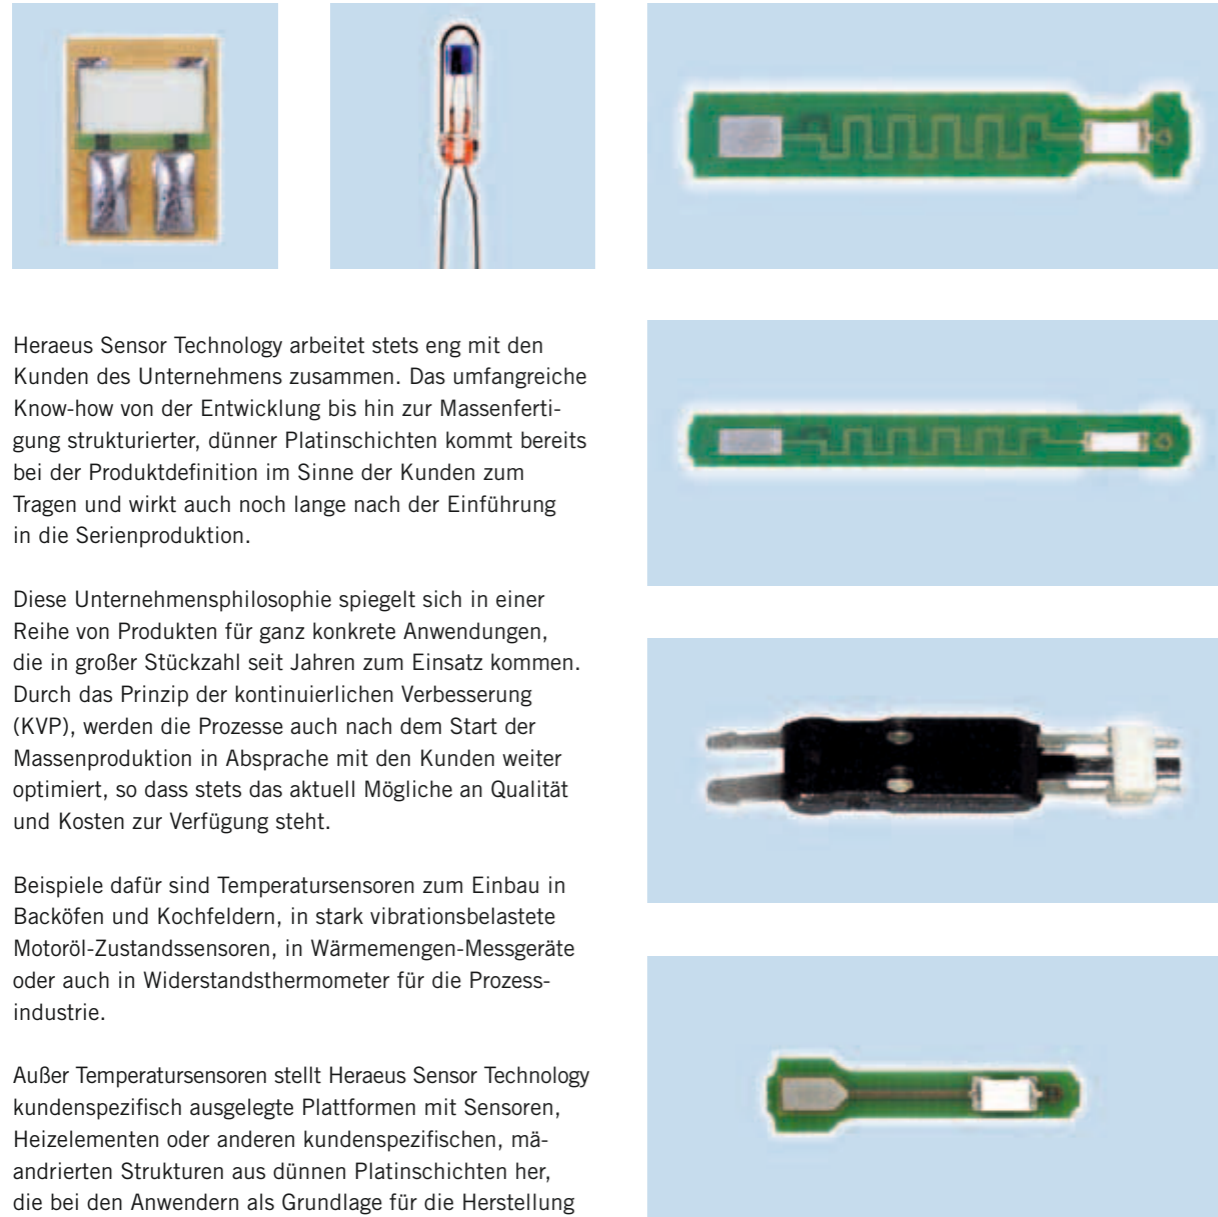 Heraeus Sensor Technology arbeitet stets eng mit den
Kunden des Unternehmens zusammen. Das umfangreiche
Know-how von der Entwicklung bis hin zur Massenferti-
gung strukturierter, dünner Platinschichten kommt bereits
bei der Produktdefinition im Sinne der Kunden zum
Tragen und wirkt auch noch lange nach der Einführung
in die Serienproduktion.

Diese Unternehmensphilosophie spiegelt sich in einer
Reihe von Produkten für ganz konkrete Anwendungen,
die in großer Stückzahl seit Jahren zum Einsatz kommen.
Durch das Prinzip der kontinuierlichen Verbesserung
(KVP), werden die Prozesse auch nach dem Start der
Massenproduktion in Absprache mit den Kunden weiter
optimiert, so dass stets das aktuell Mögliche an Qualität
und Kosten zur Verfügung steht.

Beispiele dafür sind Temperatursensoren zum Einbau in
Backöfen und Kochfeldern, in stark vibrationsbelastete
Motoröl-Zustandssensoren, in Wärmemengen-Messgeräte
oder auch in Widerstandsthermometer für die Prozess-
industrie.

Außer Temperatursensoren stellt Heraeus Sensor Technology
kundenspezifisch ausgelegte Plattformen mit Sensoren,
Heizelementen oder anderen kundenspezifischen, mä-
andrierten Strukturen aus dünnen Platinschichten her,
die bei den Anwendern als Grundlage für die Herstellung